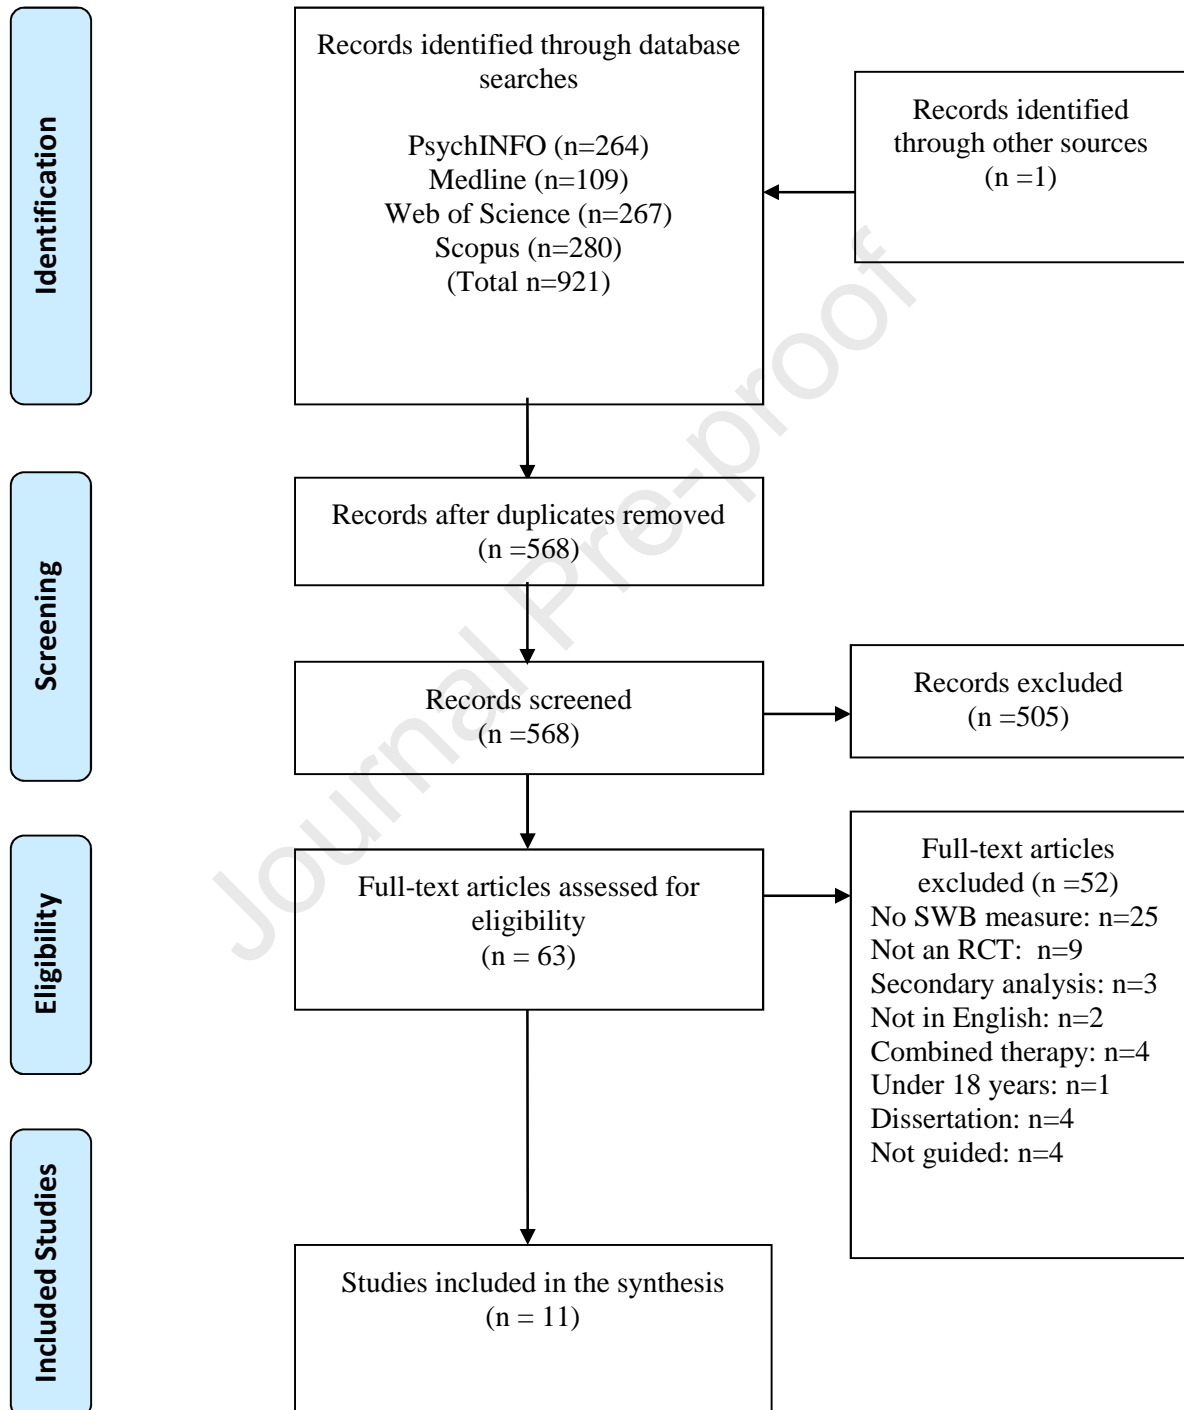 Identification
Records identified through database
searches
PsychINFO (n=264)
Medline (n=109)
Web of Science (n=267)
Scopus (n=280)
(Total n=921)
Records identified
through other sources
(n =1)
Screening
Records after duplicates removed
(n =568)
Records screened
(n =568)
Records excluded
(n =505)
Eligibility
Full-text articles assessed for
eligibility
(n = 63)
Full-text articles
excluded (n =52)
No SWB measure: n=25
Not an RCT:  n=9
Secondary analysis: n=3
Not in English: n=2
Combined therapy: n=4
Under 18 years: n=1
Dissertation: n=4
Not guided: n=4
Included Studies
Studies included in the synthesis
(n = 11)
Journal Pre-proof